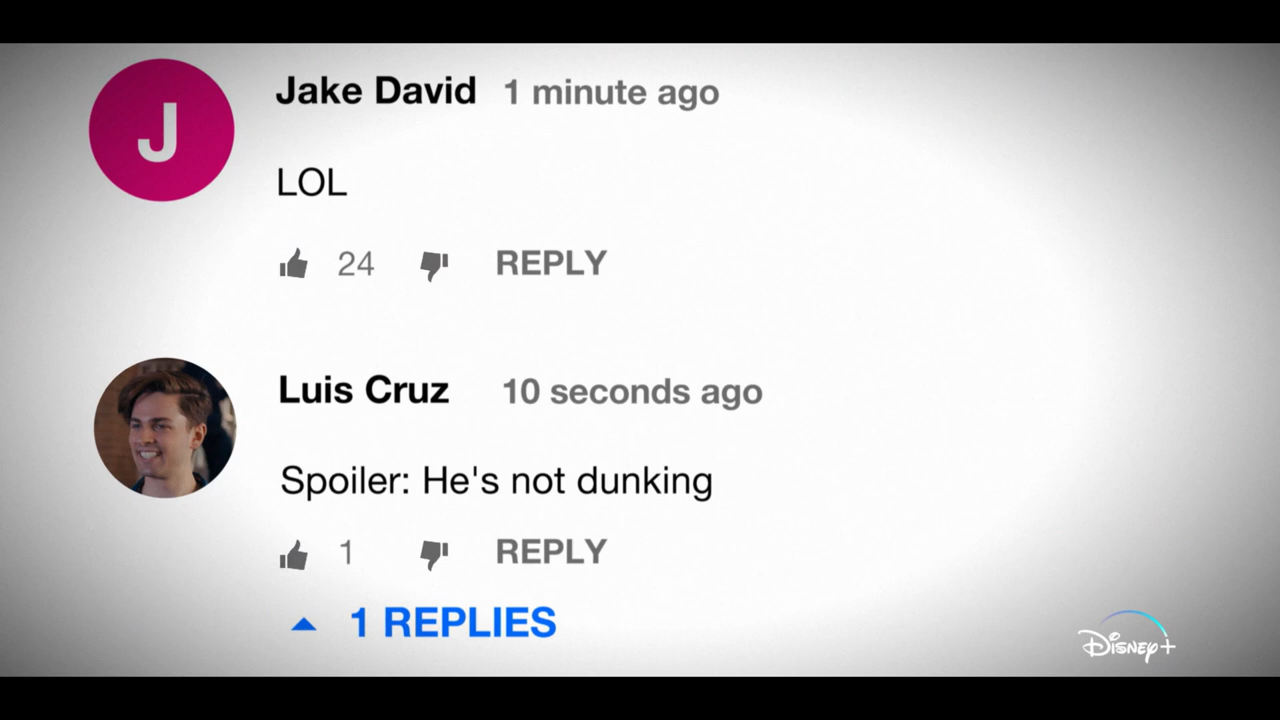 J
Jake David 1 minute ago
LOL
24 REPLY
Luis Cruz 10 seconds ago
Spoiler: He's not dunking
1 REPLY
1 REPLIES
Disney+